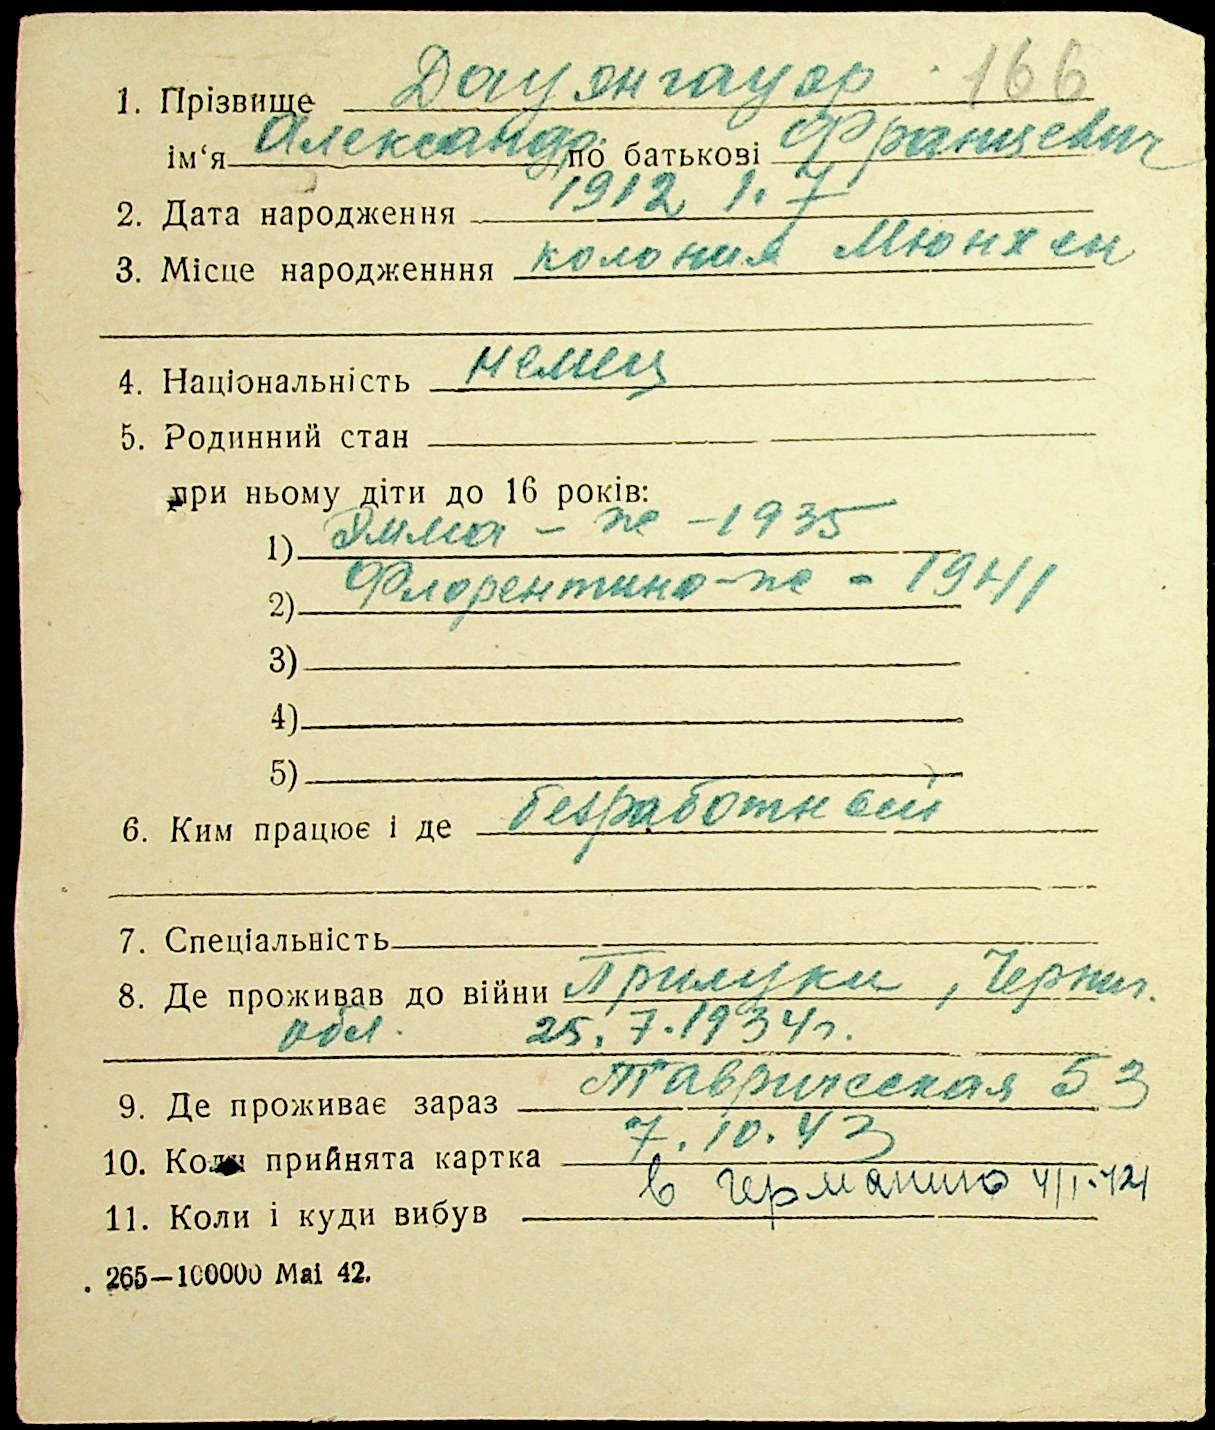 166
1. Прізвище Дауэнгауэр
ім‘я Александр по батькові Францевич
2. Дата народження 1912 1. 7
3. Місце народженння колония Мюнхен
4. Національність немец
5. Родинний стан
при ньому діти до 16 років:
1) Эмма – же – 1935
2) Флорентина – же – 1941
3)
4)
5)
6. Ким працює і де безработный
7. Спеціальність
8. Де проживав до війни Прилуки, Черниг.
обл. 25. 7. 1934 г.
9. Де проживає зараз Таврическая 53
10. Коли прийнята картка 7. 10. 43
11. Коли і куди вибув в Германию
265—100000 Mai 42.